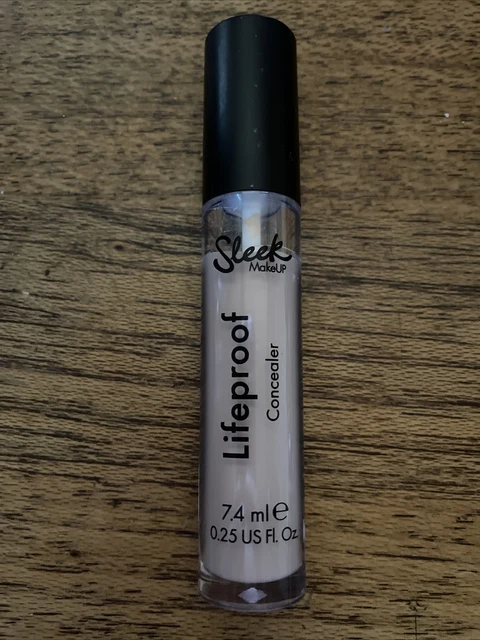 Sleek
MakeUP
Lifeproof
Concealer
7.4 ml e
0.25 US Fl. Oz